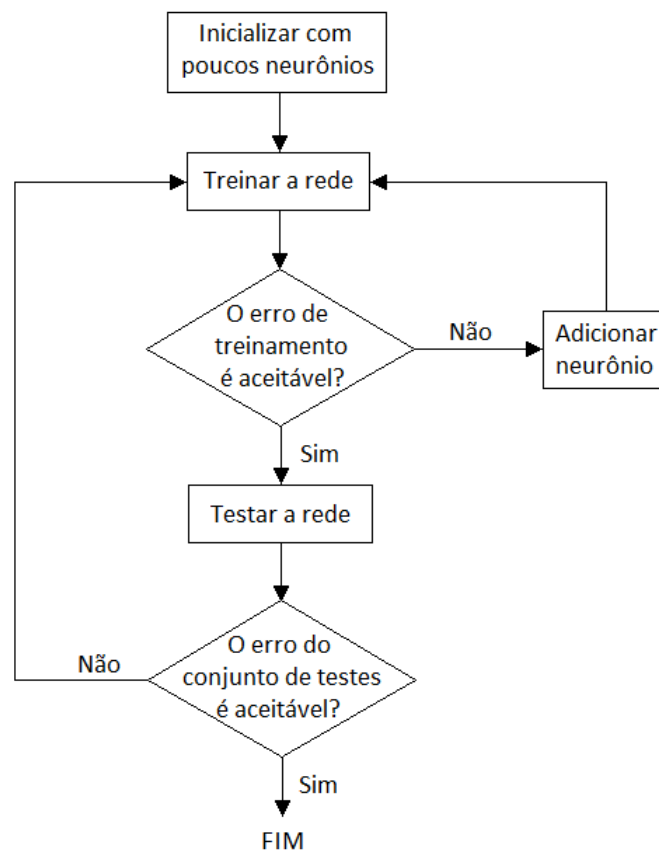 Inicializar com
poucos neurônios
Treinar a rede
O erro de
treinamento
é aceitável?
Não
Adicionar
neurônio
Sim
Testar a rede
O erro do
conjunto de testes
é aceitável?
Não
Sim
FIM